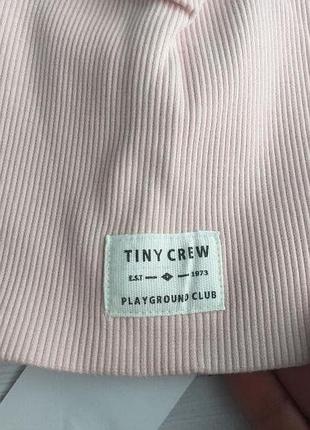 TINY CREW
EST 1973
PLAYGROUND CLUB